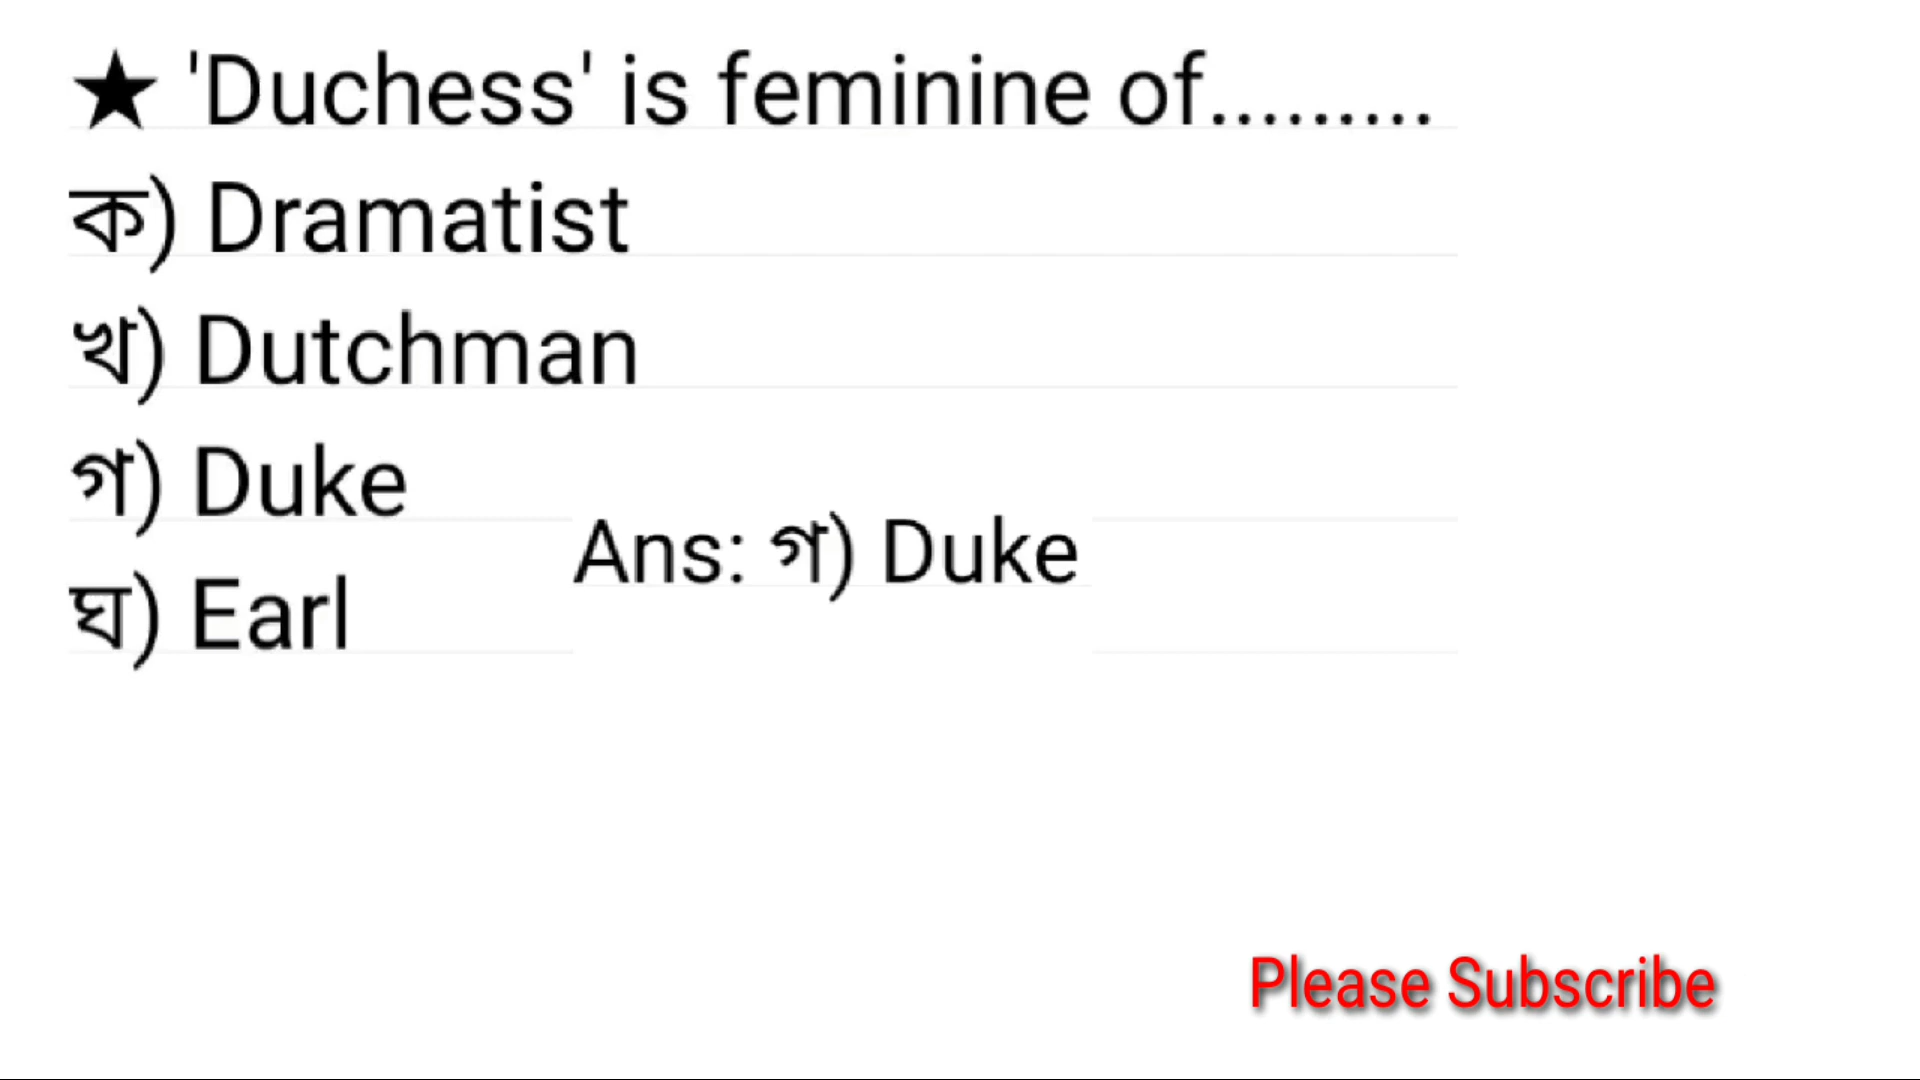 ★ 'Duchess' is feminine of.........
ক) Dramatist
খ) Dutchman
গ) Duke
Ans: গ) Duke
ঘ) Earl
Please Subscribe